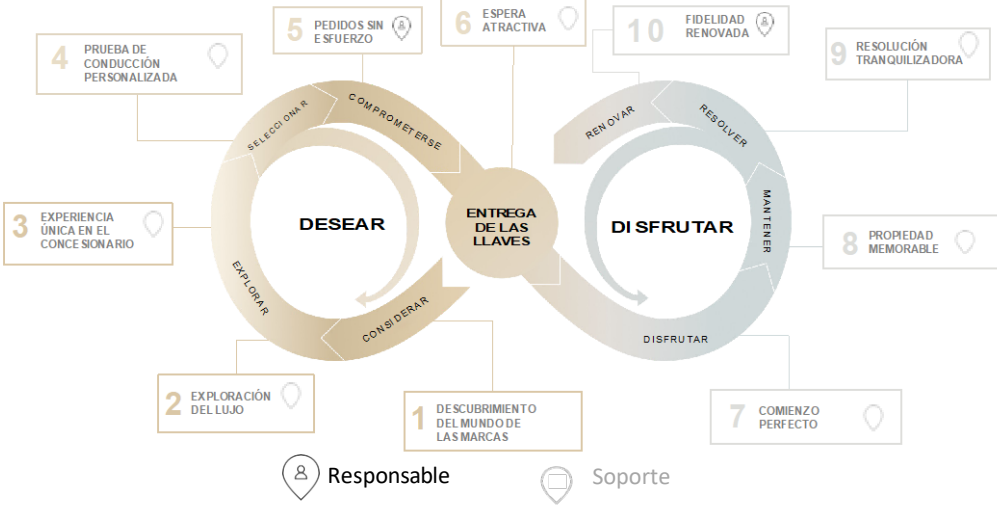 5 PEDIDOS SIN
ESFUERZO
6 ESPERA
ATRACTIVA
10 FIDELIDAD
RENOVADA
4 PRUEBA DE
CONDUCCIÓN
PERSONALIZADA
9 RESOLUCIÓN
TRANQUILIZADORA
SELECCIONAR
COMPROMETERSE
RENOVAR
RESOLVER
3 EXPERIENCIA
ÚNICA EN EL
CONCESIONARIO
DESEAR
ENTREGA
DE LAS
LLAVES
DISFRUTAR
MANTENER
8 PROPIEDAD
MEMORABLE
EXPLORAR
CONSIDERAR
DISFRUTAR
2 EXPLORACIÓN
DEL LUJO
1 DESCUBRIMIENTO
DEL MUNDO DE
LAS MARCAS
7 COMIENZO
PERFECTO
Responsable
Soporte